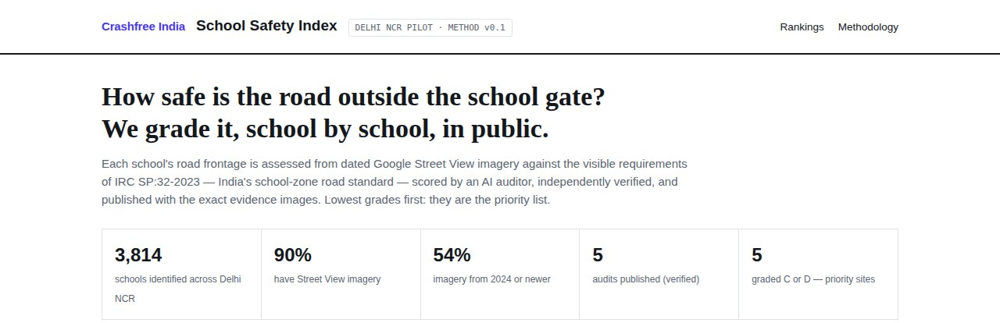 Crashfree India School Safety Index DELHI NCR PILOT · METHOD v0.1 Rankings Methodology
How safe is the road outside the school gate?
We grade it, school by school, in public.
Each school's road frontage is assessed from dated Google Street View imagery against the visible requirements
of IRC SP:32-2023 — India's school-zone road standard — scored by an AI auditor, independently verified, and
published with the exact evidence images. Lowest grades first: they are the priority list.
3,814
schools identified across Delhi
NCR
90%
have Street View imagery
54%
imagery from 2024 or newer
5
audits published (verified)
5
graded C or D — priority sites